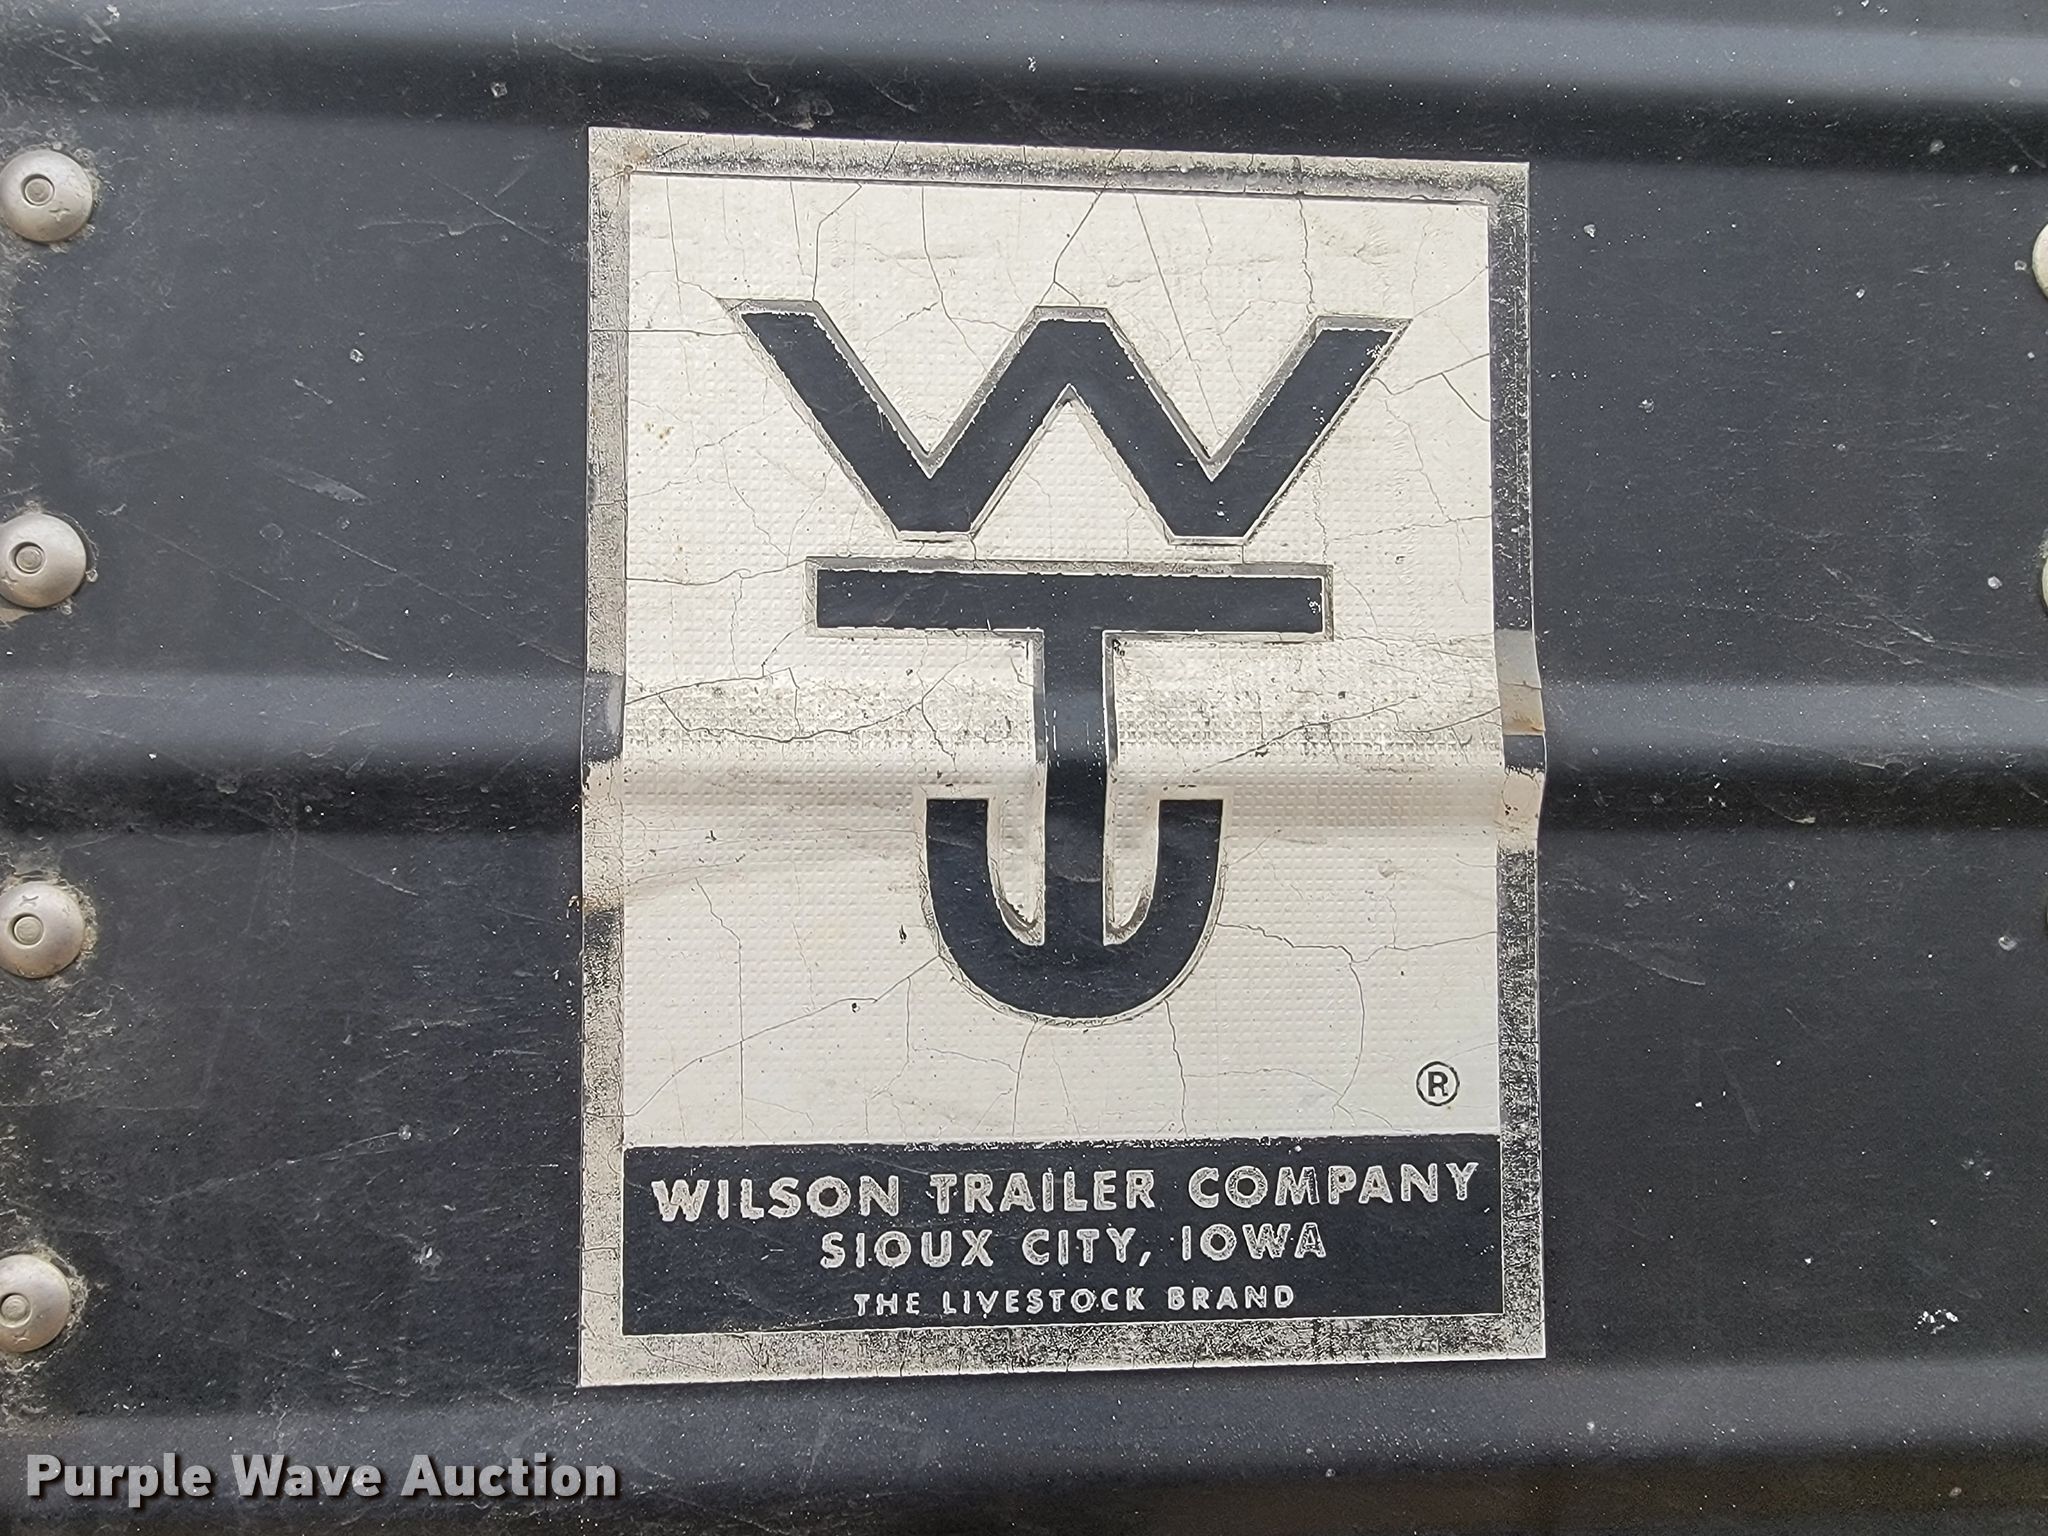 WT
®
WILSON TRAILER COMPANY
SIOUX CITY, IOWA
THE LIVESTOCK BRAND
Purple Wave Auction